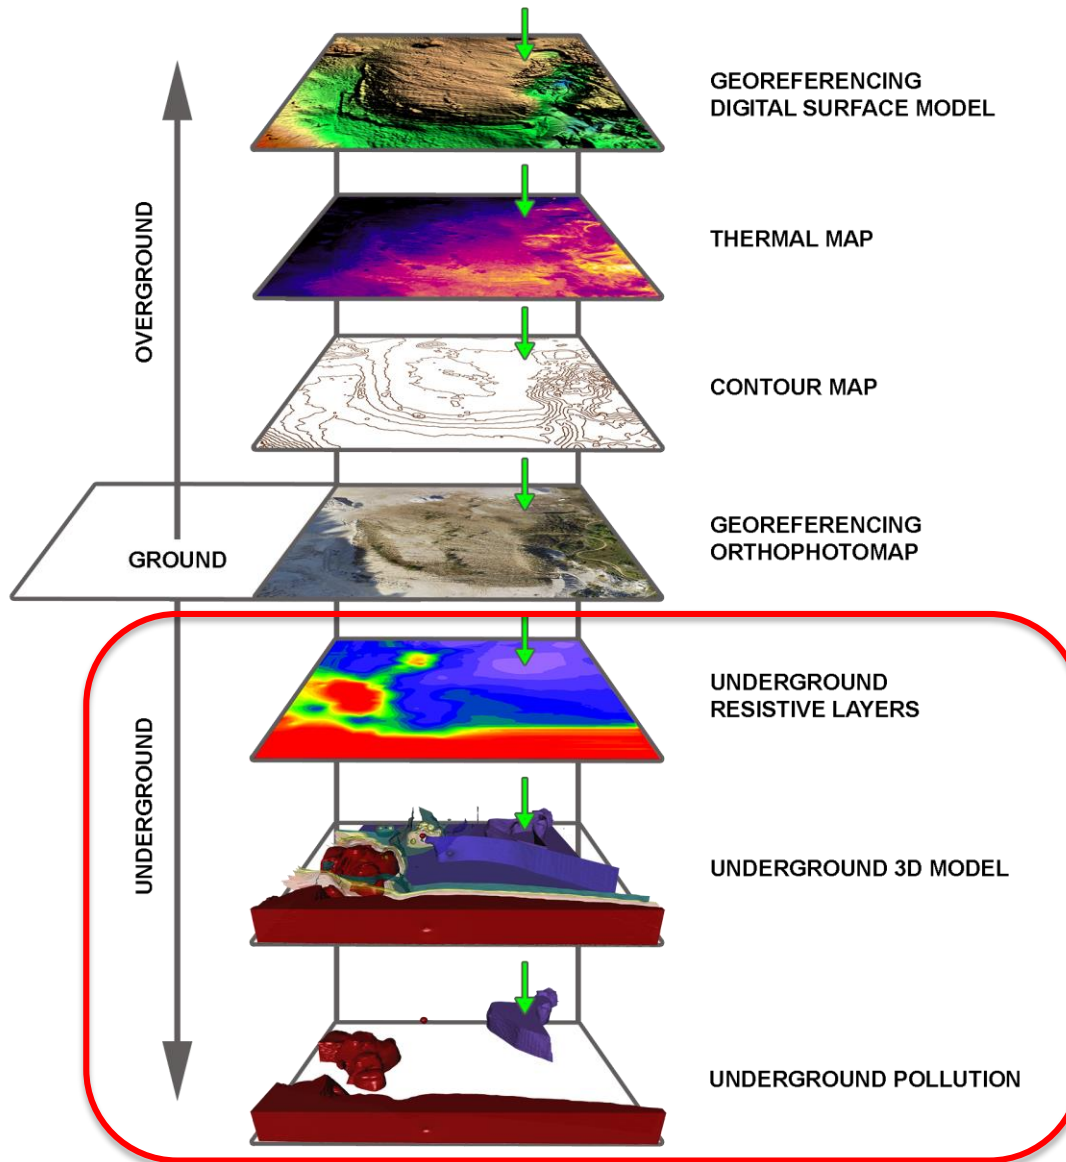 GEOREFERENCING
DIGITAL SURFACE MODEL
THERMAL MAP
OVERGROUND
CONTOUR MAP
GEOREFERENCING
ORTHOPHOTOMAP
GROUND
UNDERGROUND
RESISTIVE LAYERS
UNDERGROUND
UNDERGROUND 3D MODEL
UNDERGROUND POLLUTION